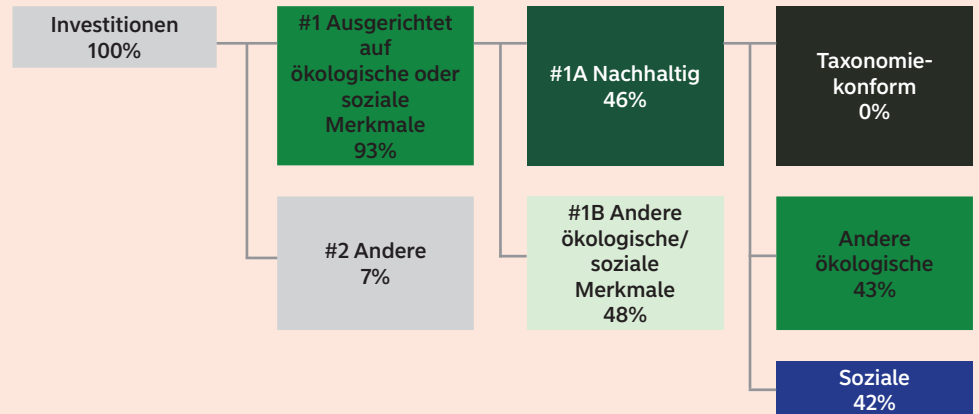 Investitionen
100%
#1 Ausgerichtet
auf
ökologische oder
soziale
Merkmale
93%
#1A Nachhaltig
46%
Taxonomie-
konform
0%
#2 Andere
7%
#1B Andere
ökologische/
soziale
Merkmale
48%
Andere
ökologische
43%
Soziale
42%